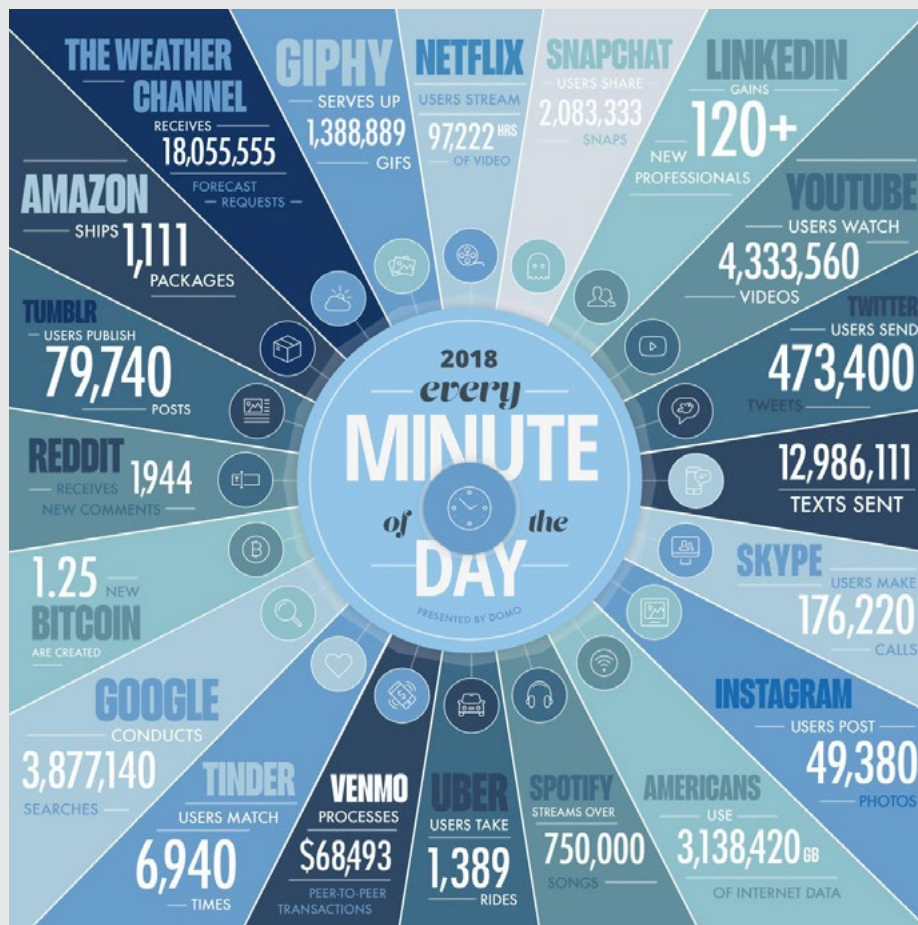 THE WEATHER
CHANNEL
RECEIVES
18,055,555
FORECAST
REQUESTS
GIPHY
SERVES UP
1,388,889
GIFS
NETFLIX
USERS STREAM
97,222 HRS
OF VIDEO
SNAPCHAT
USERS SHARE
2,083,333
SNAPS
LINKEDIN
GAINS
120+
NEW
PROFESSIONALS
YOUTUBE
USERS WATCH
4,333,560
VIDEOS
TWITTER
USERS SEND
473,400
TWEETS
12,986,111
TEXTS SENT
SKYPE
USERS MAKE
176,220
CALLS
INSTAGRAM
USERS POST
49,380
PHOTOS
AMERICANS
USE
3,138,420 GB
OF INTERNET DATA
SPOTIFY
STREAMS OVER
750,000
SONGS
UBER
USERS TAKE
1,389
RIDES
VENMO
PROCESSES
$68,493
PEER-TO-PEER
TRANSACTIONS
TINDER
USERS MATCH
6,940
TIMES
GOOGLE
CONDUCTS
3,877,140
SEARCHES
1.25 NEW
BITCOIN
ARE CREATED
REDDIT
RECEIVES 1,944
NEW COMMENTS
TUMBLR
USERS PUBLISH
79,740
POSTS
AMAZON
SHIPS 1,111
PACKAGES
2018
every
MINUTE
of the
DAY
PRESENTED BY DOMO